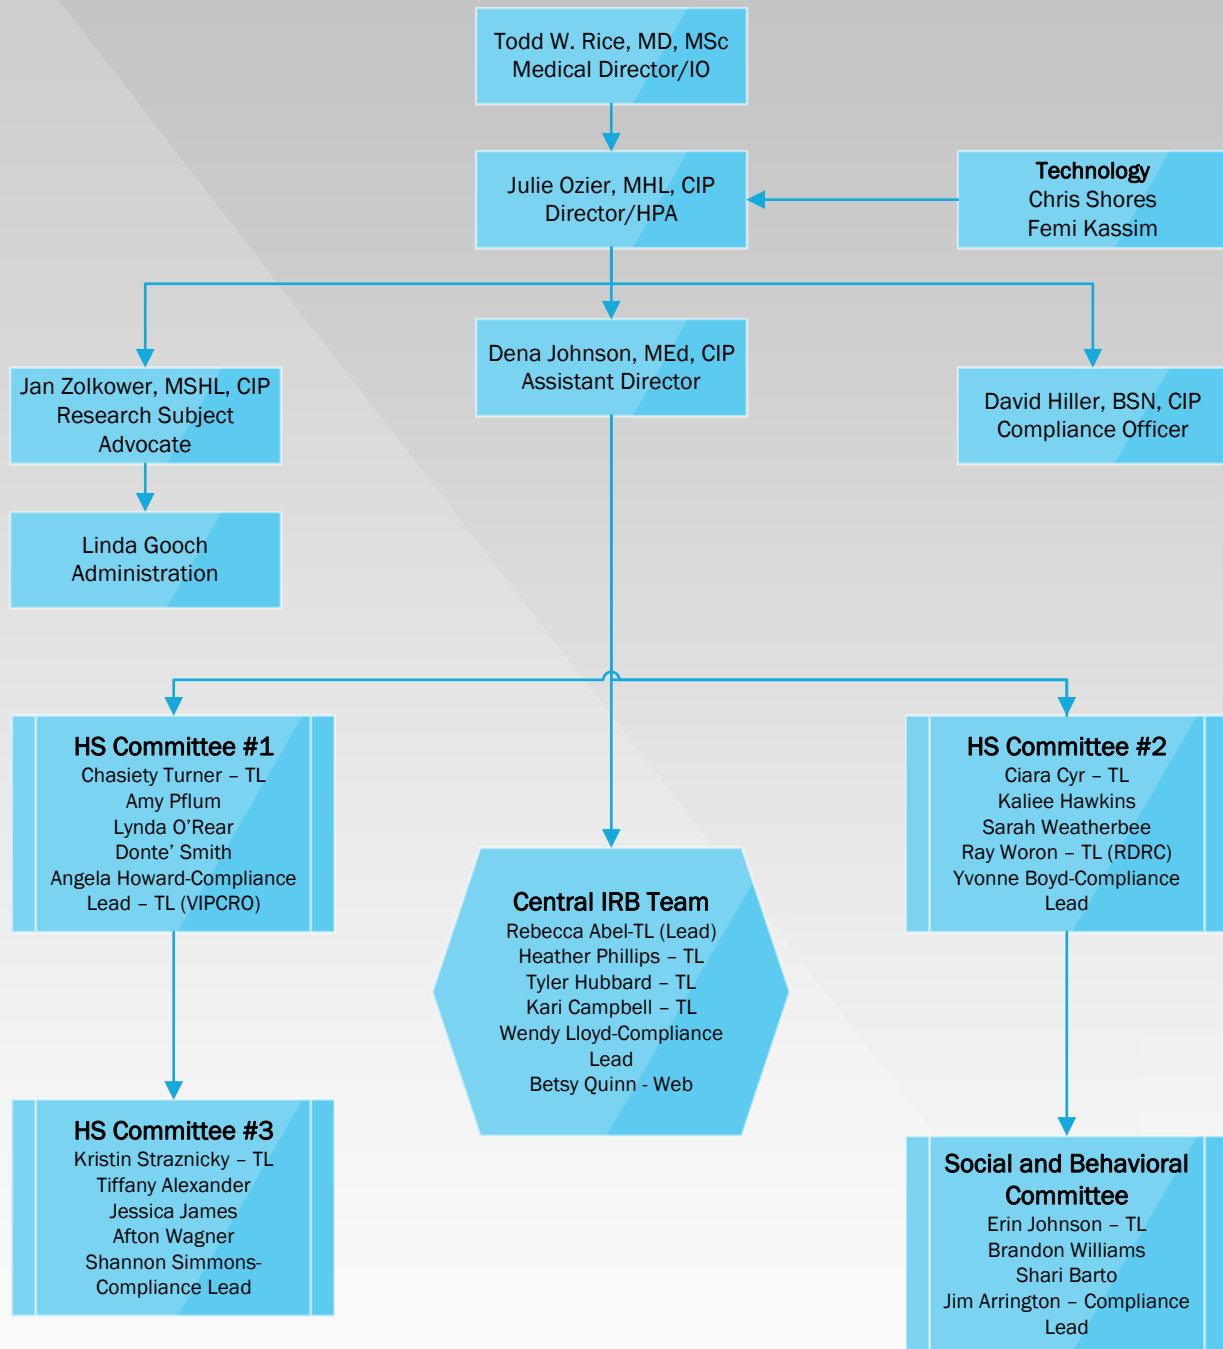 Todd W. Rice, MD, MSc
Medical Director/IO
Julie Ozier, MHL, CIP
Director/HPA
Technology
Chris Shores
Femi Kassim
Dena Johnson, MEd, CIP
Assistant Director
Jan Zolkower, MSHL, CIP
Research Subject
Advocate
David Hiller, BSN, CIP
Compliance Officer
Linda Gooch
Administration
HS Committee #1
Chasiety Turner – TL
Amy Pflum
Lynda O’Rear
Donte’ Smith
Angela Howard-Compliance
Lead – TL (VIPCRO)
HS Committee #2
Ciara Cyr – TL
Kaliee Hawkins
Sarah Weatherbee
Ray Woron – TL (RDRC)
Yvonne Boyd-Compliance
Lead
Central IRB Team
Rebecca Abel-TL (Lead)
Heather Phillips – TL
Tyler Hubbard – TL
Kari Campbell – TL
Wendy Lloyd-Compliance
Lead
Betsy Quinn - Web
HS Committee #3
Kristin Straznicky – TL
Tiffany Alexander
Jessica James
Afton Wagner
Shannon Simmons-
Compliance Lead
Social and Behavioral
Committee
Erin Johnson – TL
Brandon Williams
Shari Barto
Jim Arrington – Compliance
Lead